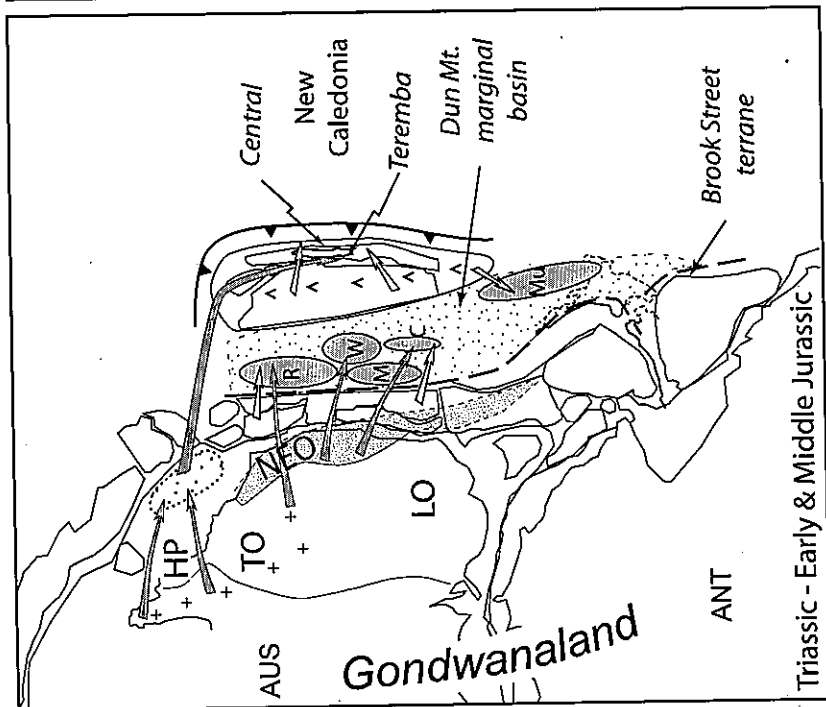 Central
New
Caledonia
Teremba
Dun Mt.
marginal
basin
Brook Street
terrane
HP
TO
NEO
LO
R
W
M
C
Mu
AUS
ANT
Gondwanaland
Triassic - Early & Middle Jurassic